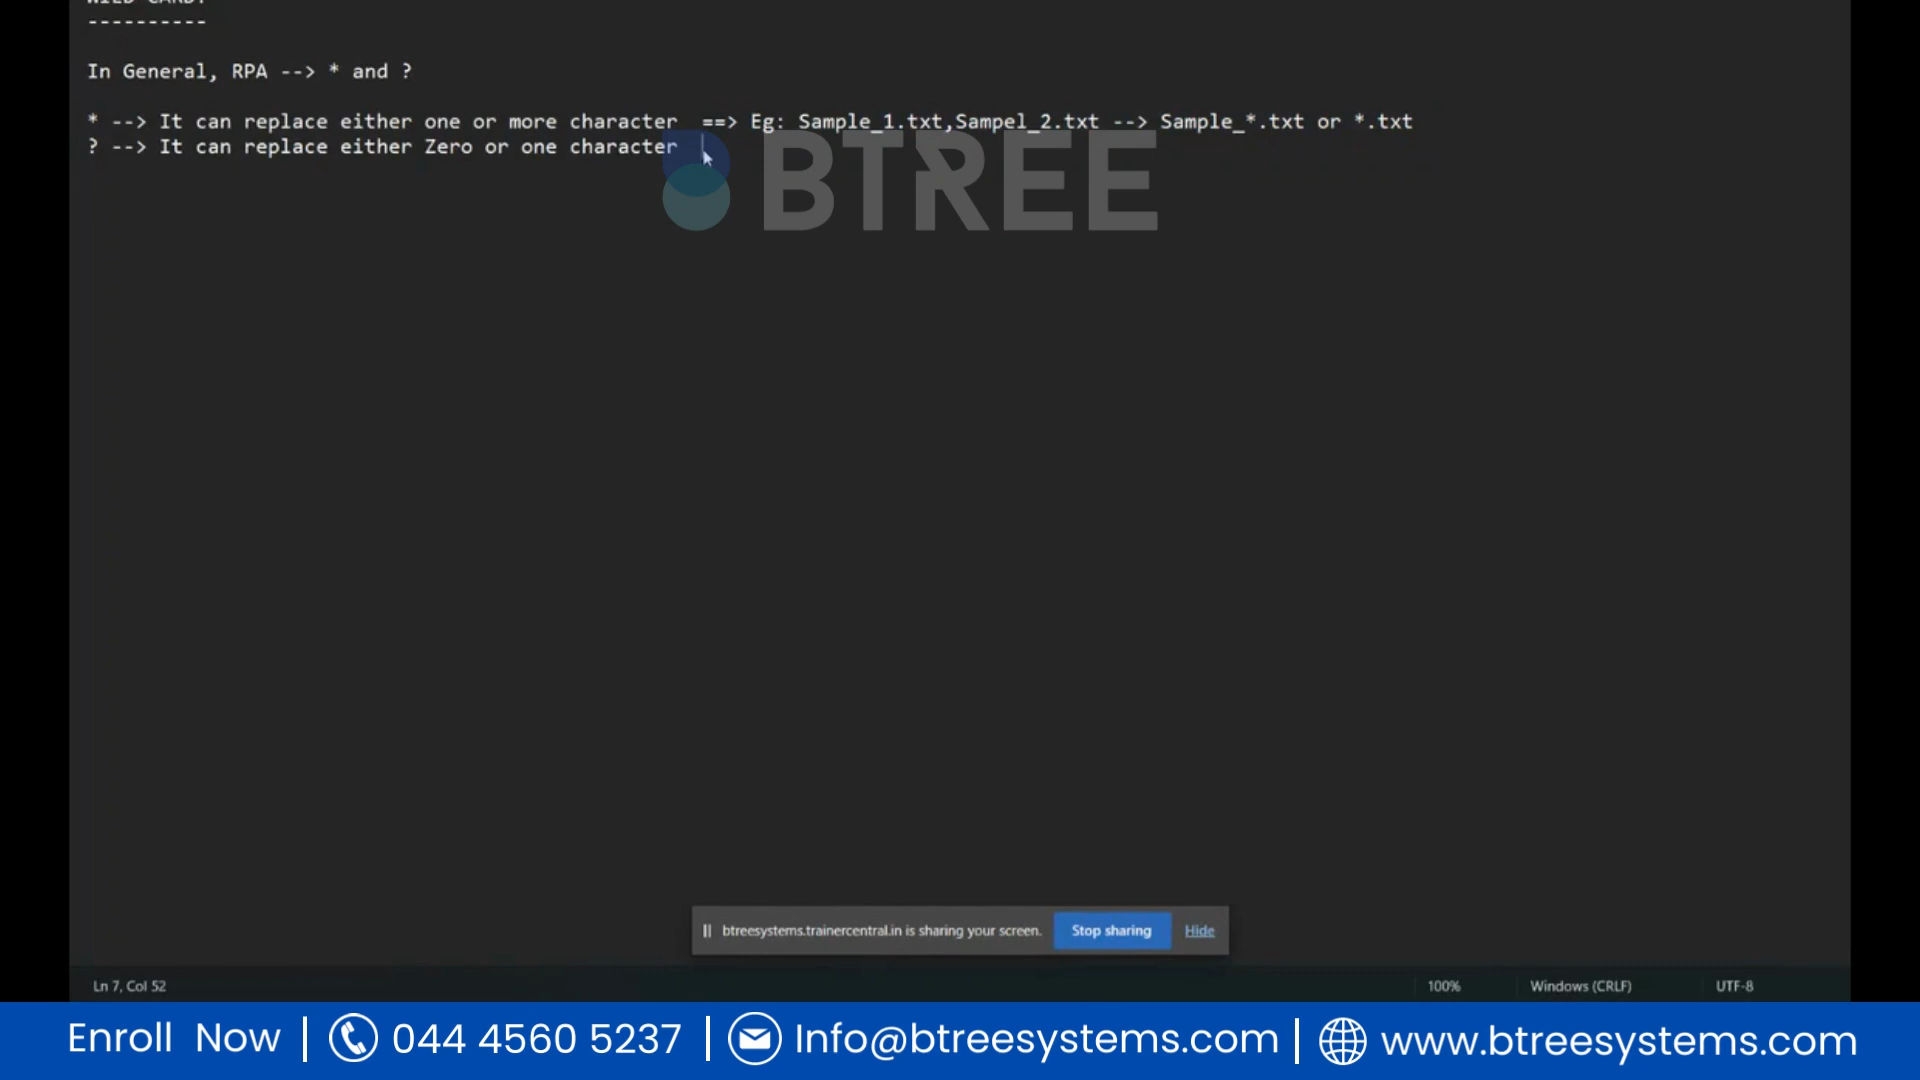 WILD CARD:
----------
In General, RPA --> * and ?
* --> It can replace either one or more character  ==> Eg: Sample_1.txt,Sampel_2.txt --> Sample_*.txt or *.txt
? --> It can replace either Zero or one character
BTREE
btreesystems.trainercentral.in is sharing your screen. Stop sharing Hide
Ln 7, Col 52 100% Windows (CRLF) UTF-8
Enroll Now | 044 4560 5237 | Info@btreesystems.com | www.btreesystems.com